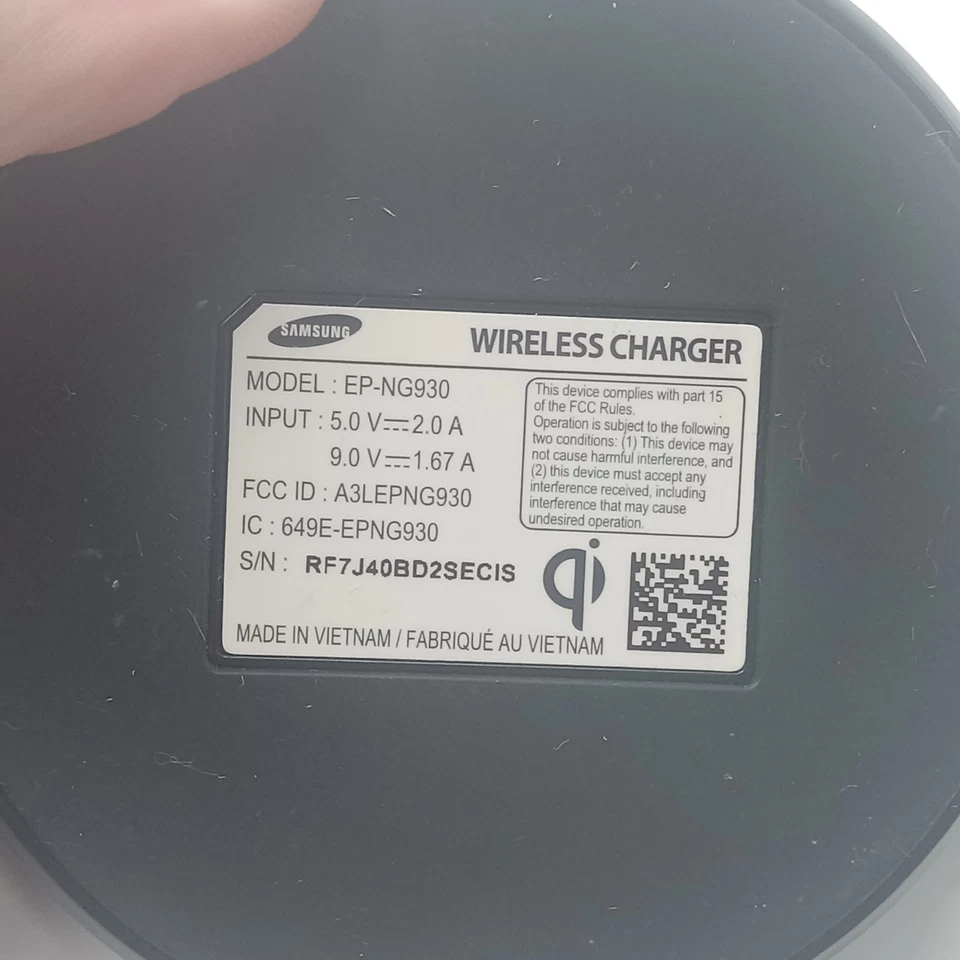 SAMSUNG
WIRELESS CHARGER
MODEL : EP-NG930
INPUT : 5.0 V⎓2.0 A
9.0 V⎓1.67 A
FCC ID : A3LEPNG930
IC : 649E-EPNG930
S/N : RF7J40BD2SECIS
This device complies with part 15
of the FCC Rules.
Operation is subject to the following
two conditions: (1) This device may
not cause harmful interference, and
(2) this device must accept any
interference received, including
interference that may cause
undesired operation.
qi
MADE IN VIETNAM / FABRIQUÉ AU VIETNAM